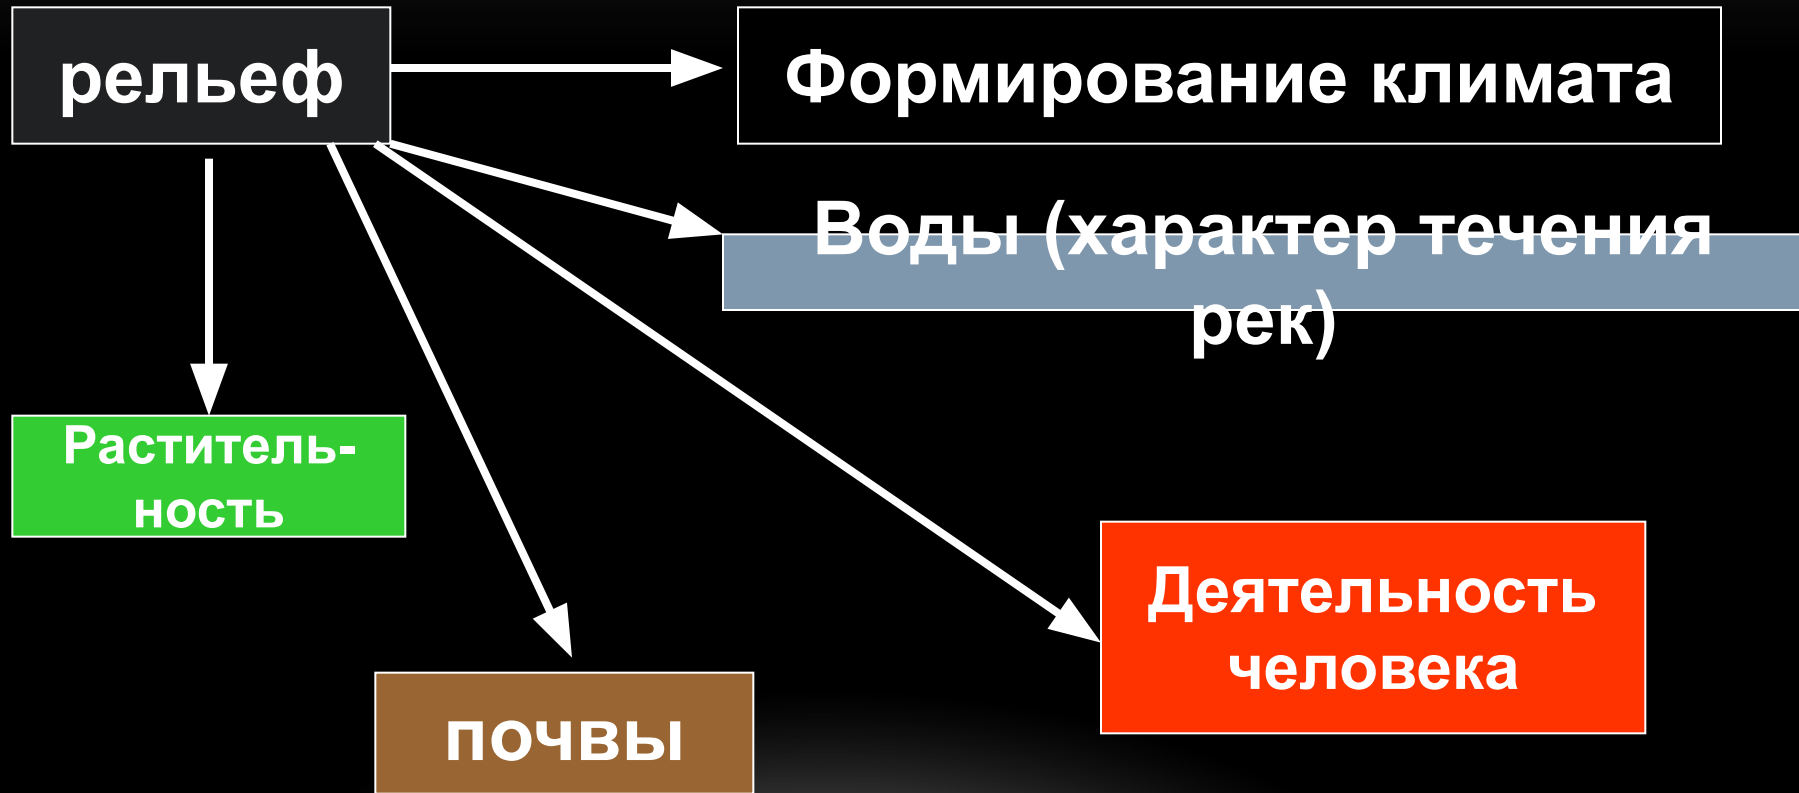 рельеф
Формирование климата
Воды (характер течения
рек)
Раститель-
ность
Деятельность
человека
почвы